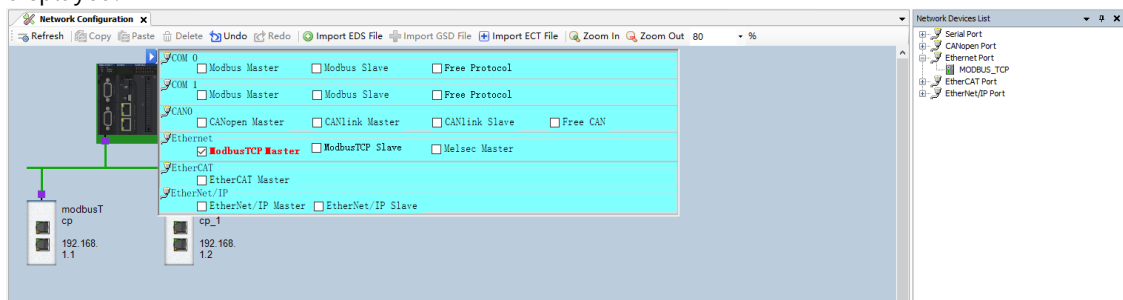 Network Configuration x
Refresh Copy Paste Delete Undo Redo Import EDS File Import GSD File Import ECT File Zoom In Zoom Out 80 %
COM 0
Modbus Master Modbus Slave Free Protocol
COM 1
Modbus Master Modbus Slave Free Protocol
CAN0
CANopen Master CANlink Master CANlink Slave Free CAN
Ethernet
ModbusTCP Master ModbusTCP Slave Melsec Master
EtherCAT
EtherCAT Master
EtherNet/IP
EtherNet/IP Master EtherNet/IP Slave
modbusT
cp
192.168.
1.1
cp_1
192.168.
1.2
Network Devices List
Serial Port
CANopen Port
Ethernet Port
MODBUS_TCP
EtherCAT Port
EtherNet/IP Port